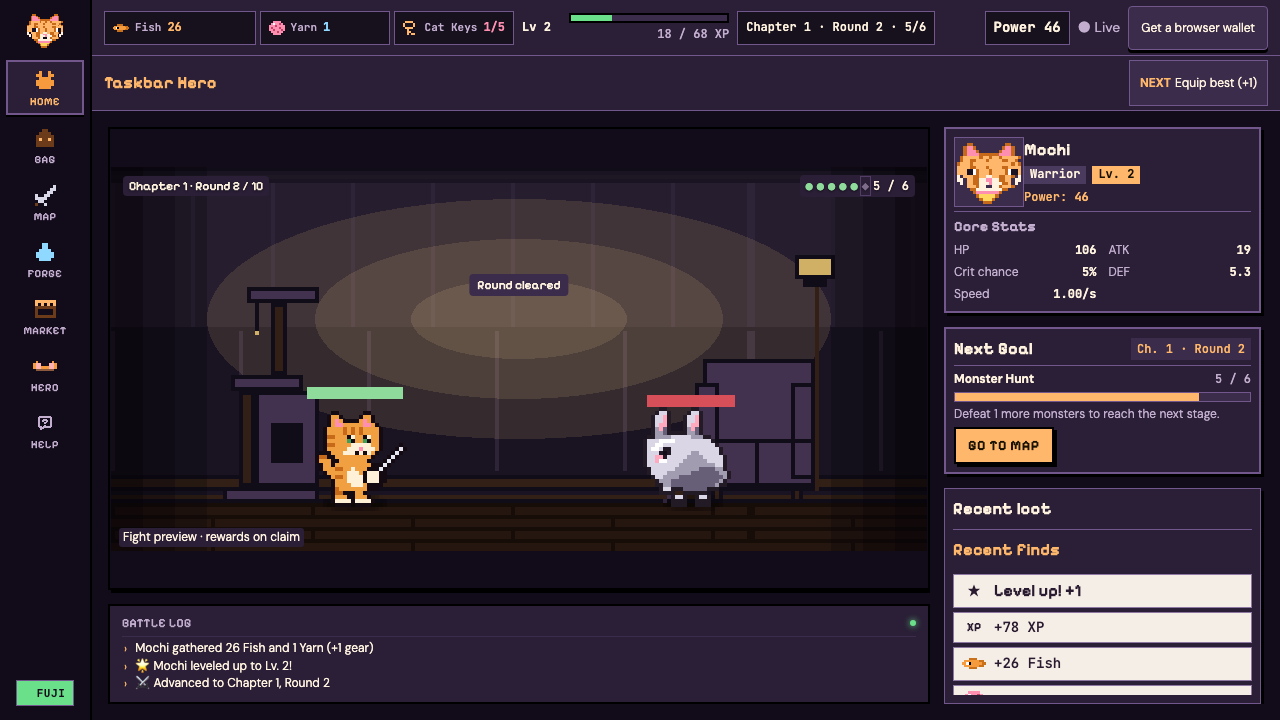 Fish 26
Yarn 1
Cat Keys 1/5
Lv 2
18 / 68 XP
Chapter 1 · Round 2 · 5/6
Power 46
Live
Get a browser wallet
HOME
BAG
MAP
FORGE
MARKET
HERO
HELP
FUJI
Taskbar Hero
NEXT Equip best (+1)
Chapter 1 · Round 2 / 10
5 / 6
Round cleared
Fight preview · rewards on claim
BATTLE LOG
› Mochi gathered 26 Fish and 1 Yarn (+1 gear)
› 🌟 Mochi leveled up to Lv. 2!
› ⚔️ Advanced to Chapter 1, Round 2
Mochi
Warrior Lv. 2
Power: 46
Core Stats
HP 106 ATK 19
Crit chance 5% DEF 5.3
Speed 1.00/s
Next Goal
Ch. 1 · Round 2
Monster Hunt 5 / 6
Defeat 1 more monsters to reach the next stage.
GO TO MAP
Recent loot
Recent Finds
★ Level up! +1
XP +78 XP
+26 Fish